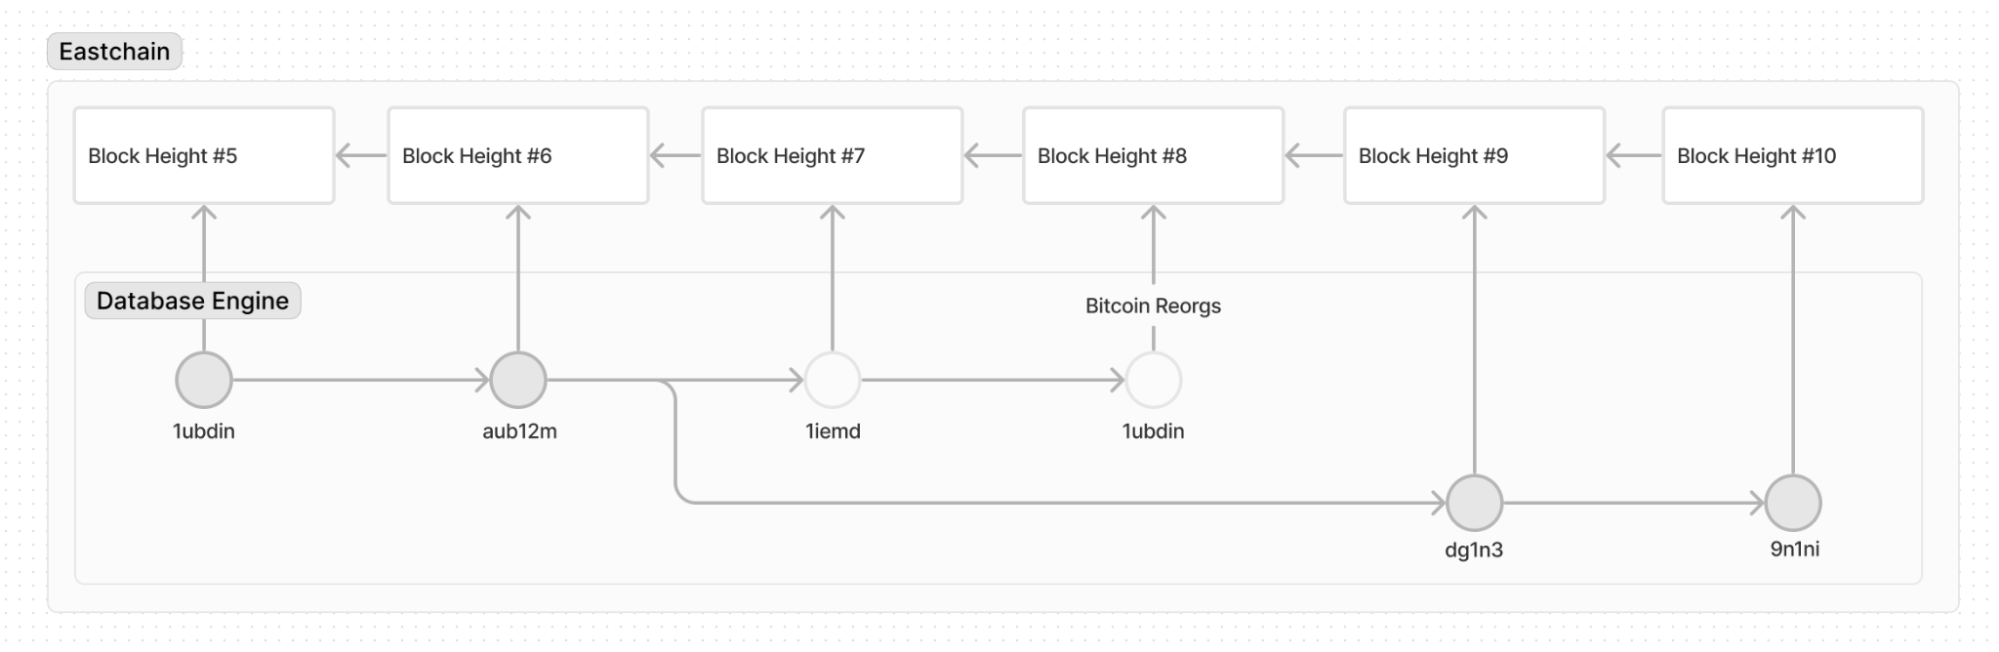 Eastchain
Block Height #5
Block Height #6
Block Height #7
Block Height #8
Block Height #9
Block Height #10
Database Engine
Bitcoin Reorgs
1ubdin
aub12m
1iemd
1ubdin
dg1n3
9n1ni